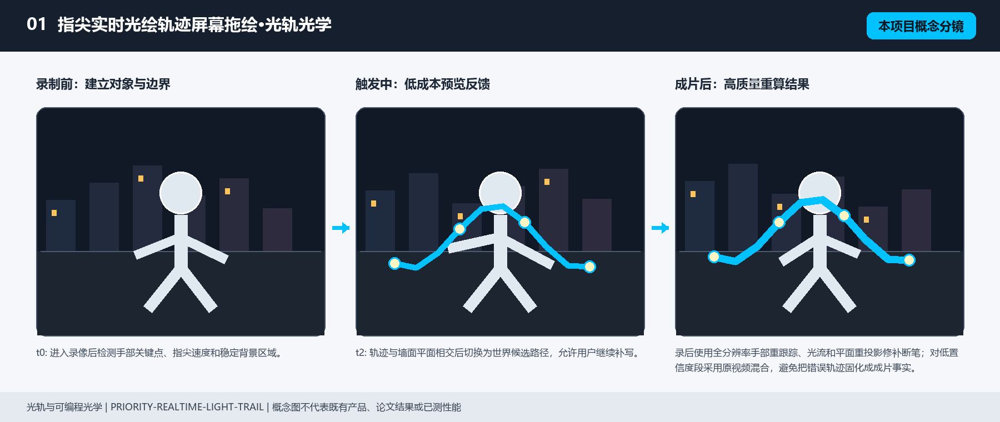 01 指尖实时光绘轨迹屏幕拖绘•光轨光学
本项目概念分镜
录制前：建立对象与边界
触发中：低成本预览反馈
成片后：高质量重算结果
t0: 进入录像后检测手部关键点、指尖速度和稳定背景区域。
t2: 轨迹与墙面平面相交后切换为世界候选路径，允许用户继续补写。
录后使用全分辨率手部重跟踪、光流和平面重投影修补断笔；对低置
信度段采用原视频混合，避免把错误轨迹固化成成片事实。
光轨与可编程光学 | PRIORITY-REALTIME-LIGHT-TRAIL | 概念图不代表既有产品、论文结果或已测性能